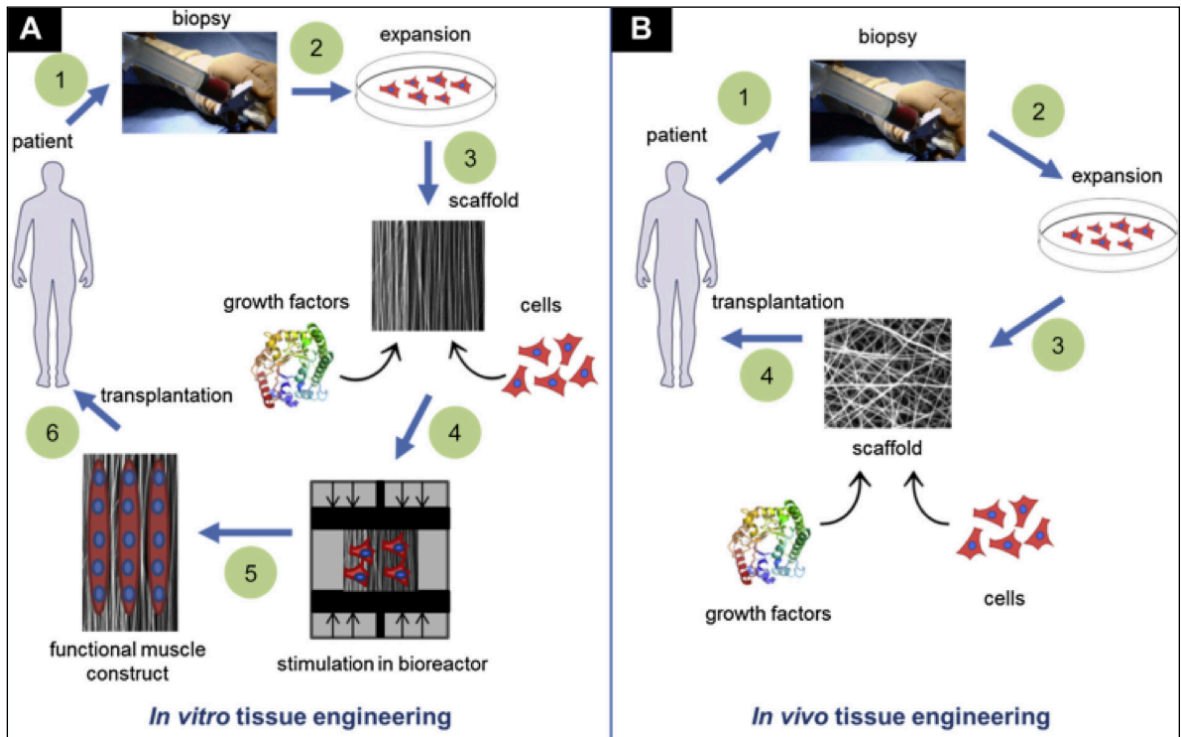 A
biopsy
2
expansion
1
patient
3
scaffold
growth factors
cells
transplantation
4
6
5
functional muscle
construct
stimulation in bioreactor
In vitro tissue engineering
B
biopsy
1
2
patient
expansion
transplantation
3
4
scaffold
growth factors
cells
In vivo tissue engineering